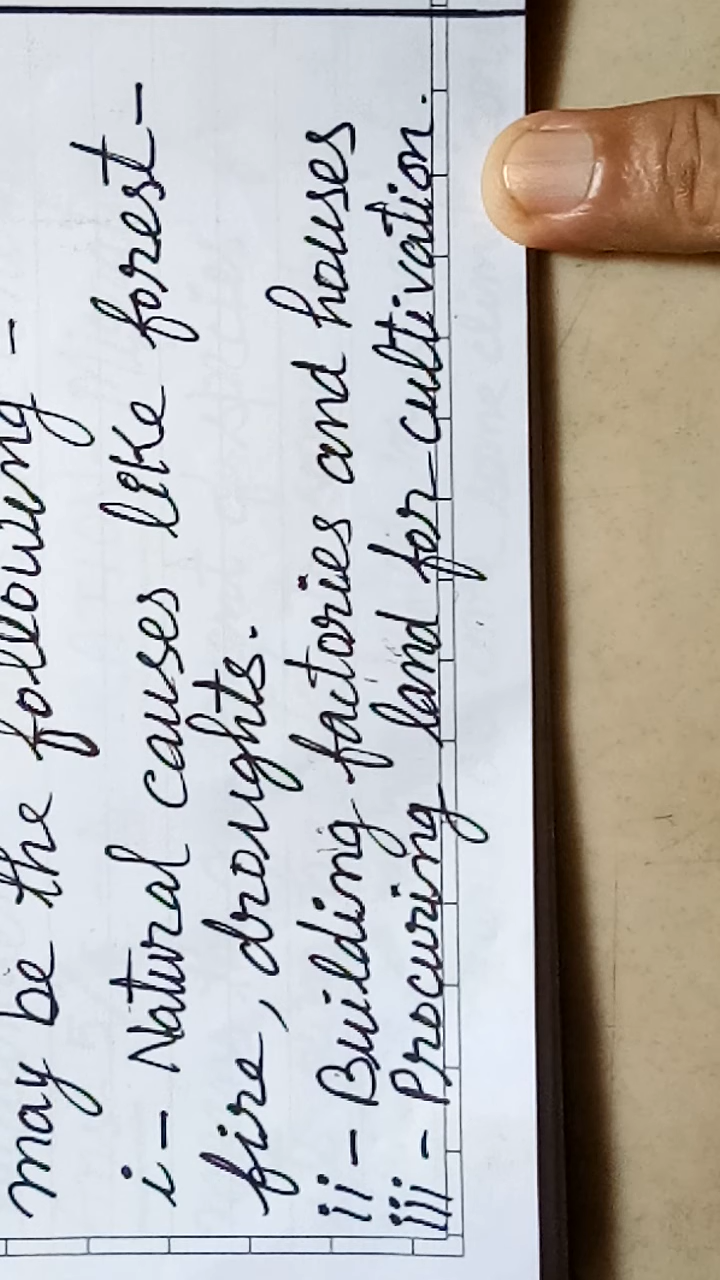 may be the following -
i - Natural causes like forest -
fire, droughts.
ii - Building factories and houses
iii - Procuring land for cultivation.